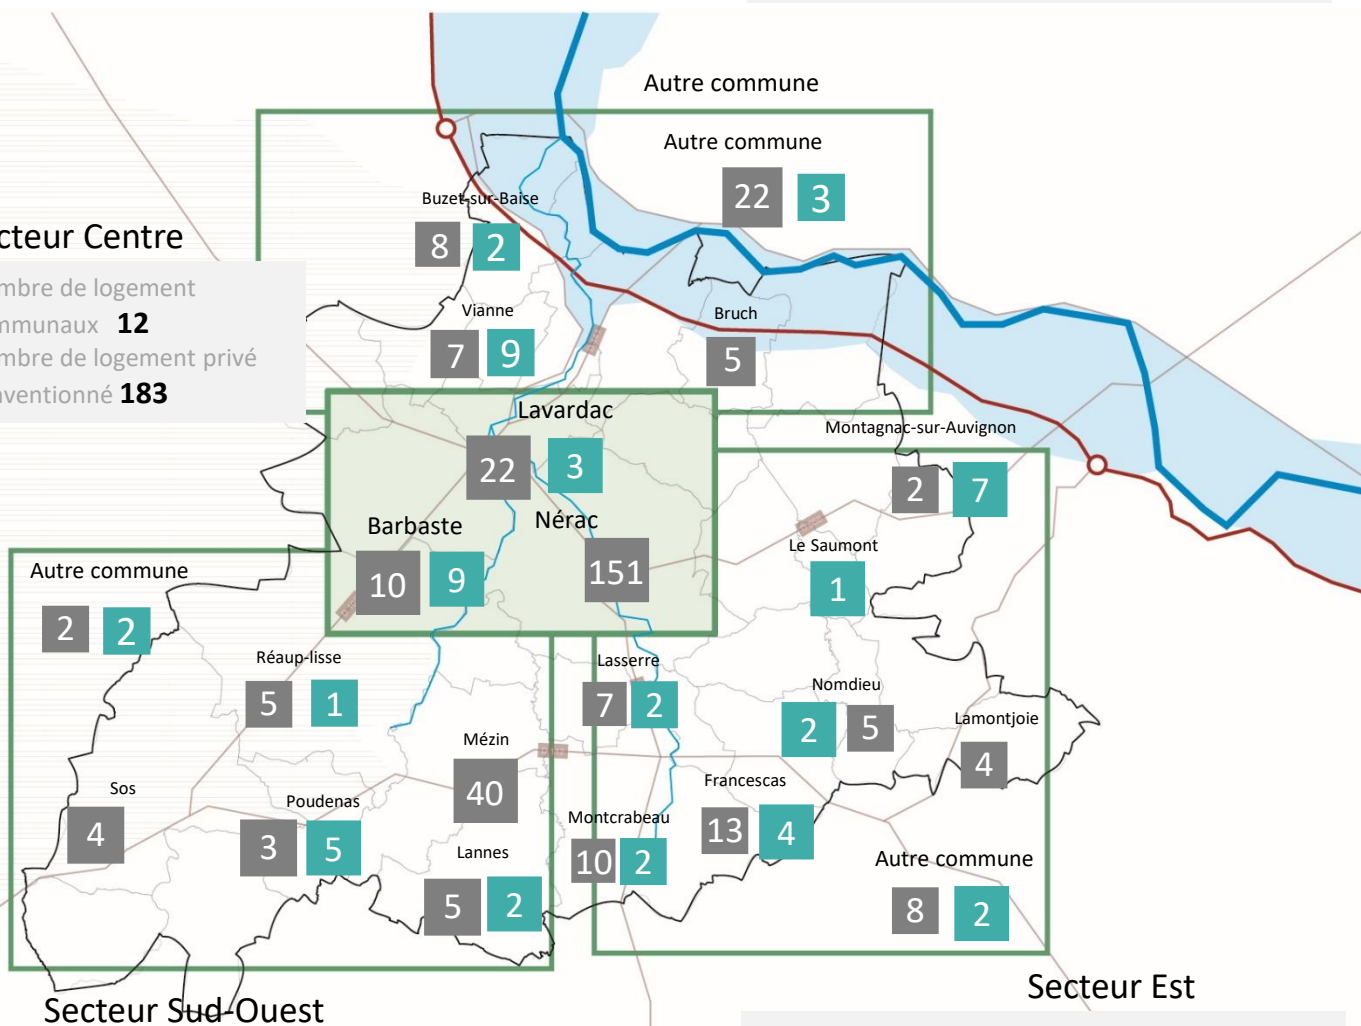 Autre commune
Autre commune
22 3
Buzet-sur-Baise
8 2
cteur Centre
mbre de logement
mmunaux 12
mbre de logement privé
nventionné 183
Vianne
7 9
Bruch
5
Lavardac
22 3
Montagnac-sur-Auvignon
2 7
Barbaste
10 9
Nérac
151
Le Saumont
1
Autre commune
2 2
Réaup-lisse
5 1
Lasserre
7 2
Nomdieu
2 5
Lamontjoie
4
Mézin
40
Sos
4
Poudenas
3 5
Francescas
13 4
Montcrabeau
10 2
Lannes
5 2
Autre commune
8 2
Secteur Est
Secteur Sud-Ouest